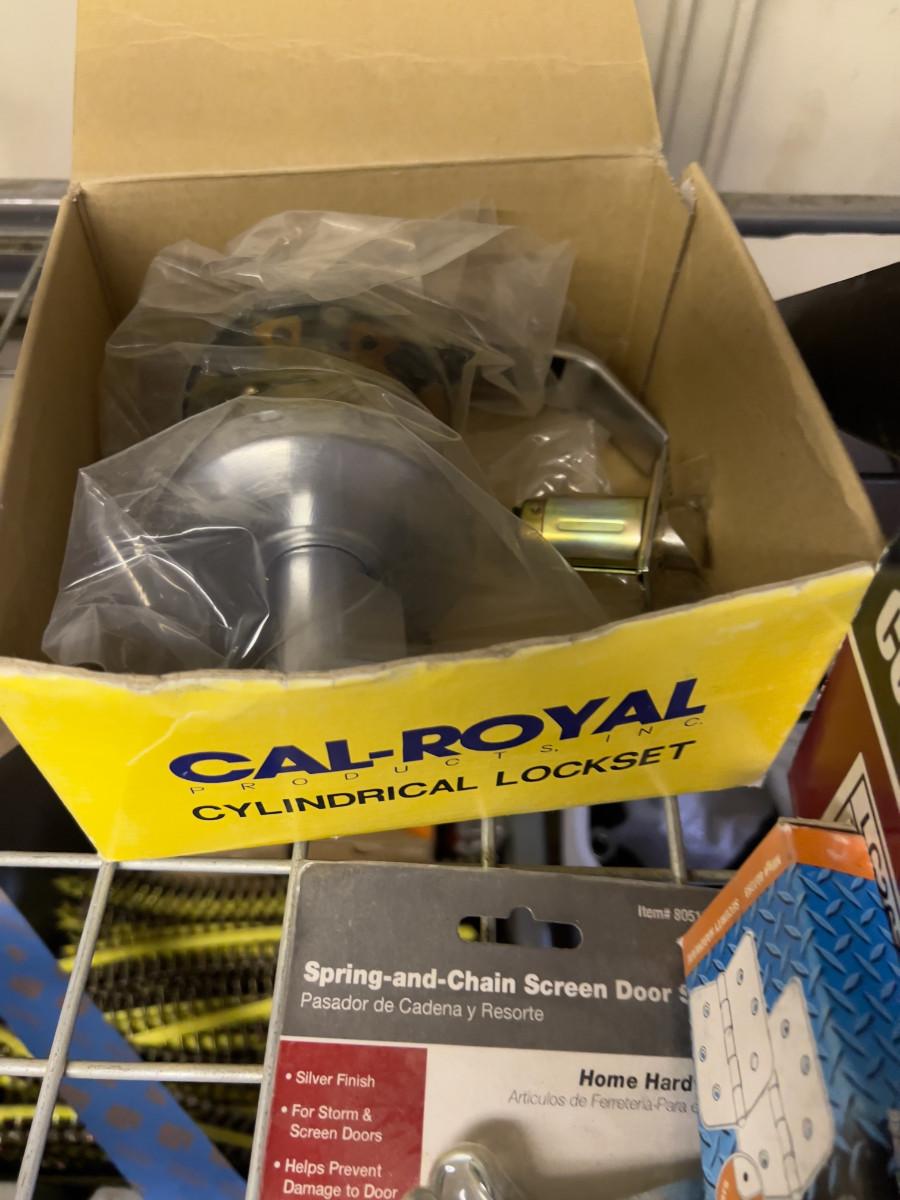 CAL-ROYAL
PRODUCTS, INC.
CYLINDRICAL LOCKSET
Item# 8051
Spring-and-Chain Screen Door
Pasador de Cadena y Resorte
• Silver Finish
• For Storm &
Screen Doors
• Helps Prevent
Damage to Door
Home Hard
Artículos de Ferretería-Para